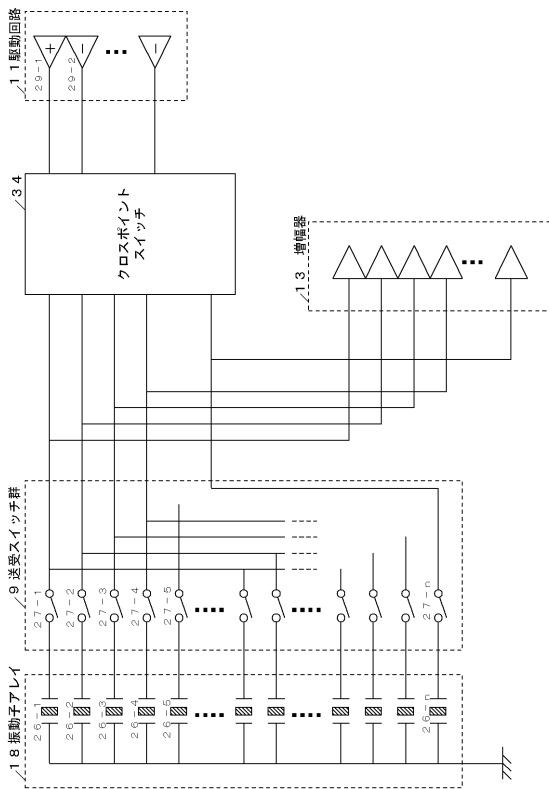 11駆動回路
29-1
29-2
+
−
−
34
クロスポイント
スイッチ
13 増幅器
9 送受スイッチ群
27-1
27-2
27-3
27-4
27-5
27-n
18 振動子アレイ
26-1
26-2
26-3
26-4
26-5
26-n